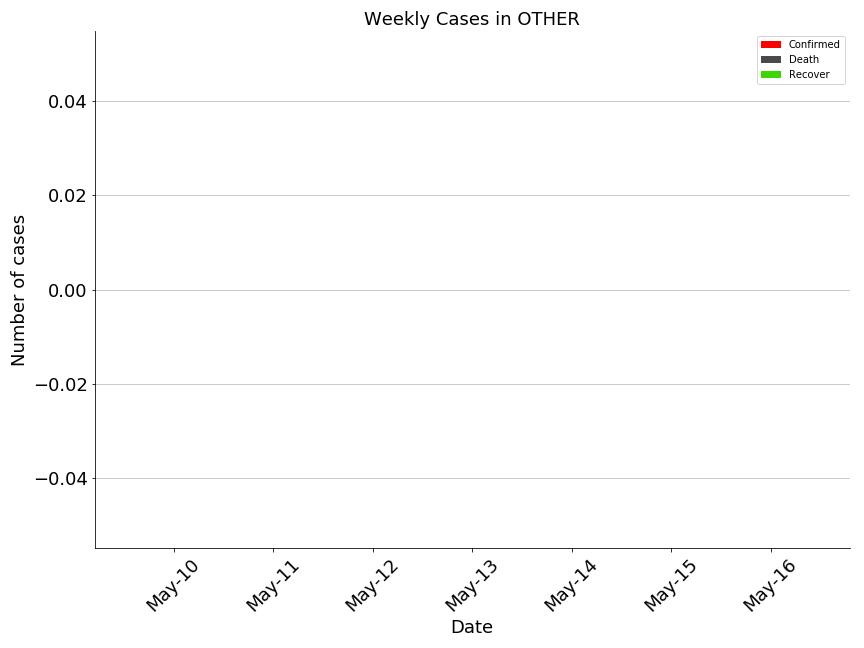 Weekly Cases in OTHER
Confirmed
Death
Recover
Number of cases
0.04
0.02
0.00
−0.02
−0.04
May-10
May-11
May-12
May-13
May-14
May-15
May-16
Date